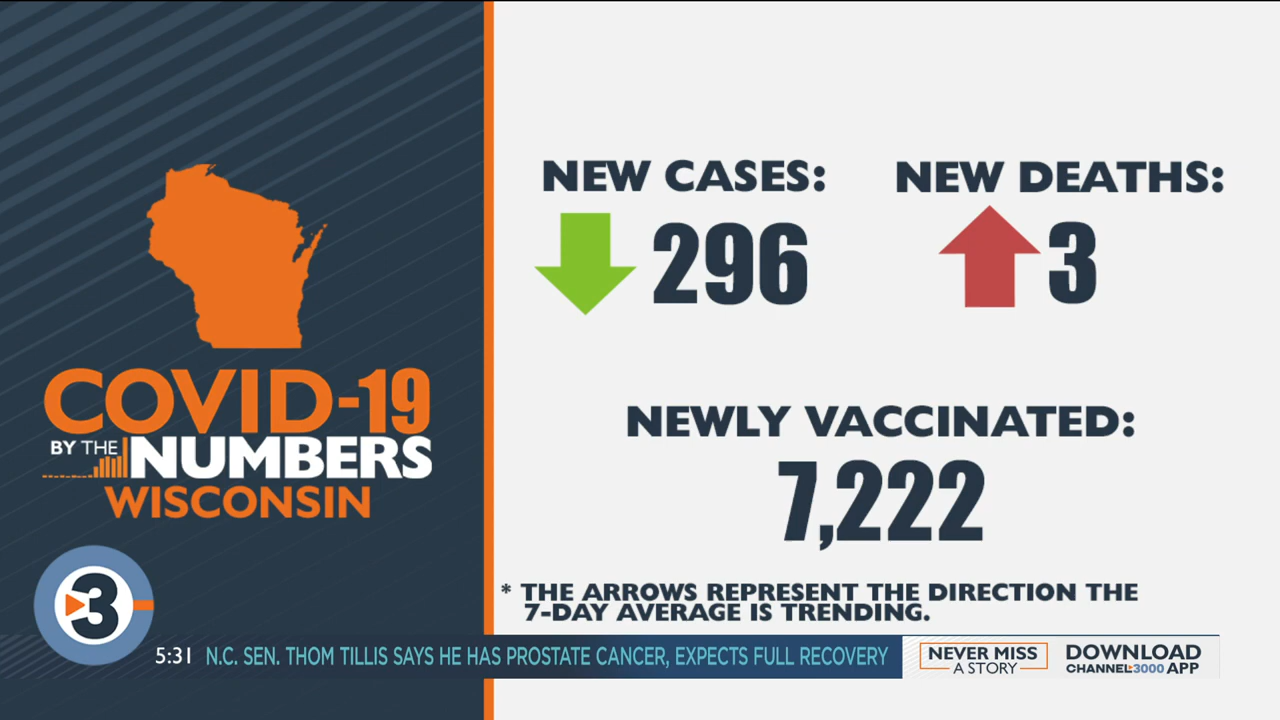 COVID-19
BY THE NUMBERS
WISCONSIN
NEW CASES:
296
NEW DEATHS:
3
NEWLY VACCINATED:
7,222
* THE ARROWS REPRESENT THE DIRECTION THE
7-DAY AVERAGE IS TRENDING.
3
5:31 N.C. SEN. THOM TILLIS SAYS HE HAS PROSTATE CANCER, EXPECTS FULL RECOVERY
NEVER MISS
A STORY
DOWNLOAD
CHANNEL3000 APP